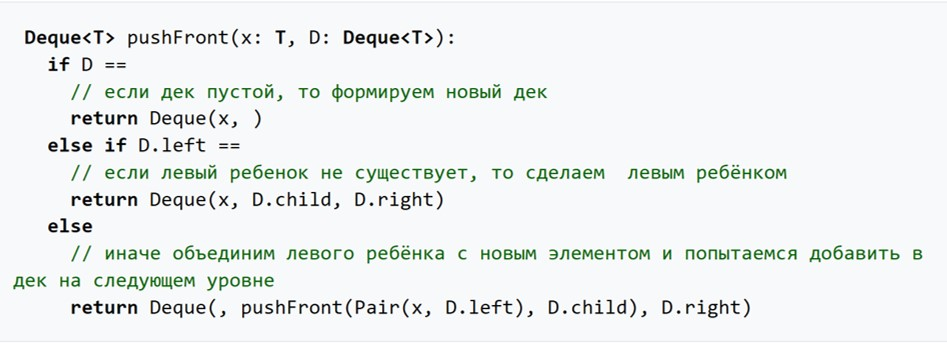 Deque<T> pushFront(x: T, D: Deque<T>):
if D ==
// если дек пустой, то формируем новый дек
return Deque(x, )
else if D.left ==
// если левый ребенок не существует, то сделаем  левым ребёнком
return Deque(x, D.child, D.right)
else
// иначе объединим левого ребёнка с новым элементом и попытаемся добавить в
дек на следующем уровне
return Deque(, pushFront(Pair(x, D.left), D.child), D.right)